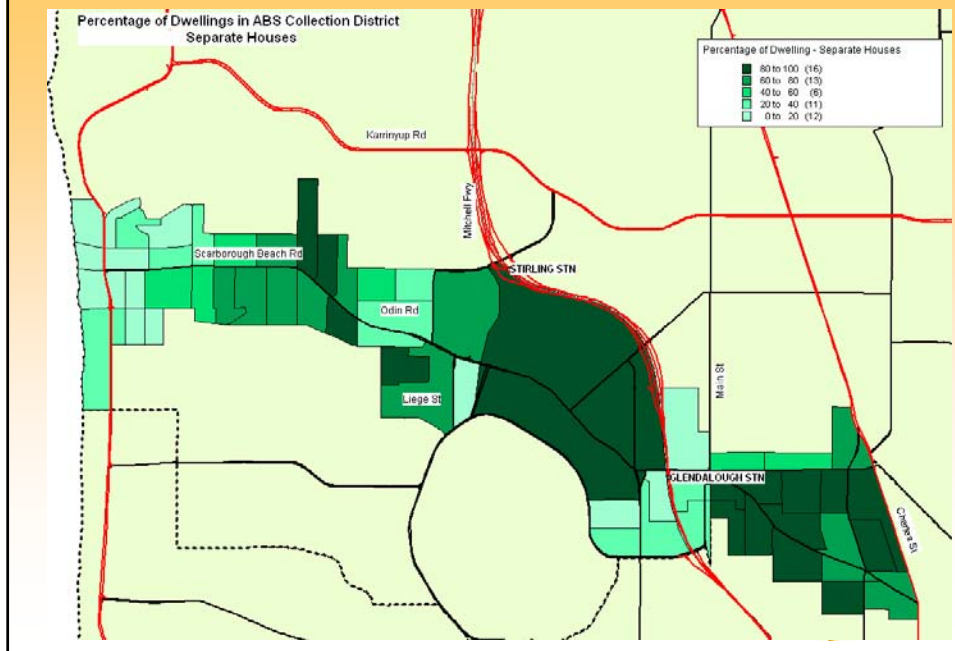 Percentage of Dwellings in ABS Collection District
Separate Houses
Percentage of Dwelling - Separate Houses
80 to 100 (16)
60 to 80 (13)
40 to 60 (6)
20 to 40 (11)
0 to 20 (12)
Karrinyup Rd
Mitchell Fwy
Scarborough Beach Rd
STIRLING STN
Odin Rd
Main St
Liege St
GLENDALOUGH STN
Charles St